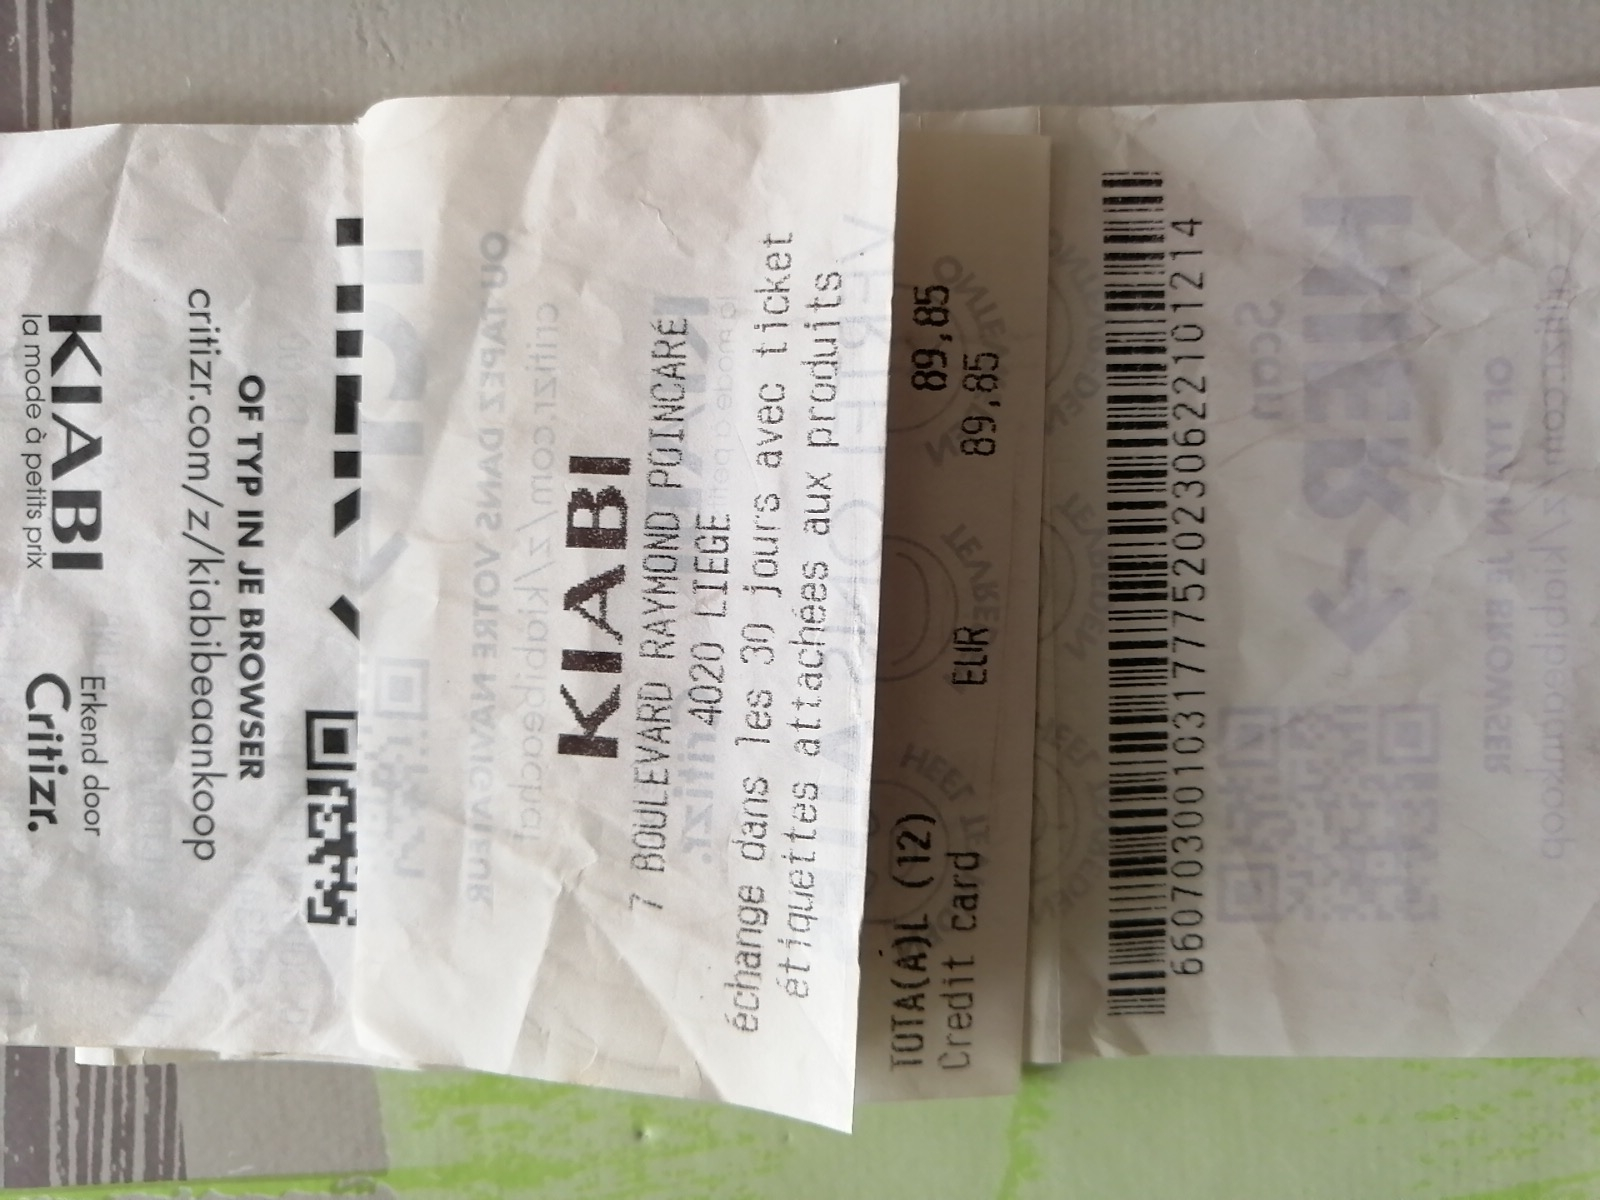 KIABI
la mode à petits prix
Erkend door
Critizr.
critizr.com/z/kiabibeaankoop
OF TYP IN JE BROWSER
KIABI
7 BOULEVARD RAYMOND POINCARÉ
4020 LIEGE
échange dans les 30 jours avec ticket
étiquettes attachées aux produits
TOTA(A)L (12) 89,85
Credit card EUR 89,85
66070300103177752023062210 1214